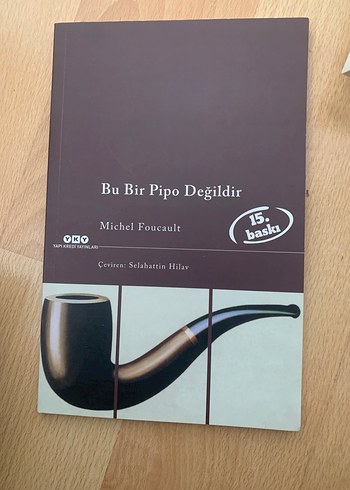 Bu Bir Pipo Değildir
Michel Foucault
15.
baskı
YKY
YAPI KREDİ YAYINLARI
Çeviren: Selahattin Hilav